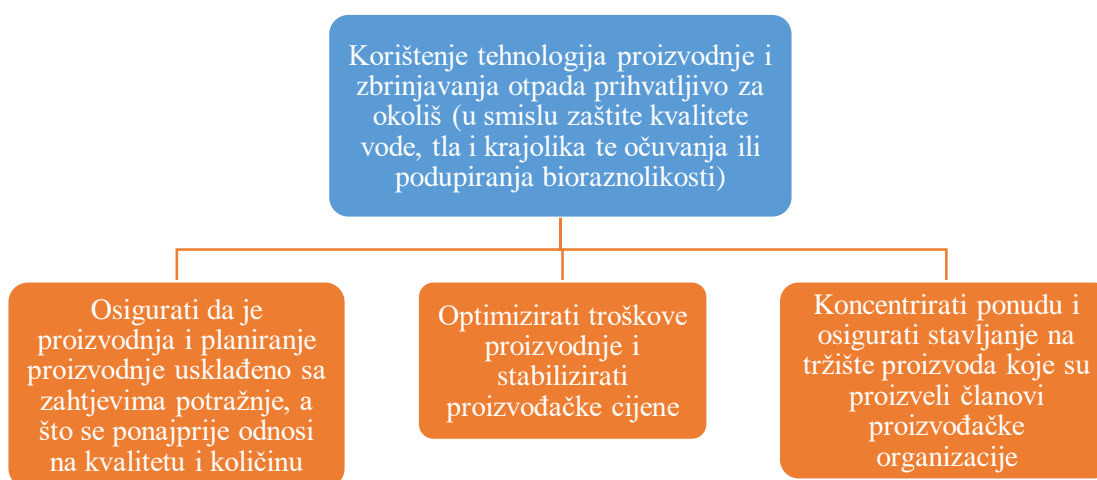 Korištenje tehnologija proizvodnje i
zbrinjavanja otpada prihvatljivo za
okoliš (u smislu zaštite kvalitete
vode, tla i krajolika te očuvanja ili
podupiranja bioraznolikosti)
Osigurati da je
proizvodnja i planiranje
proizvodnje usklađeno sa
zahtjevima potražnje, a
što se ponajprije odnosi
na kvalitetu i količinu
Optimizirati troškove
proizvodnje i
stabilizirati
proizvođačke cijene
Koncentrirati ponudu i
osigurati stavljanje na
tržište proizvoda koje su
proizveli članovi
proizvođačke
organizacije